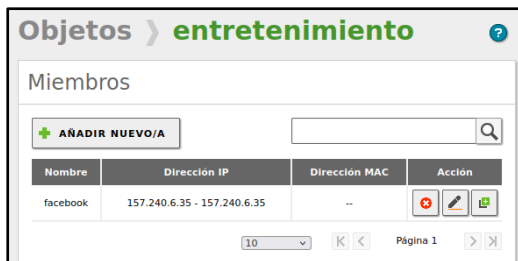 Objetos ❯ entretenimiento ?
Miembros
AÑADIR NUEVO/A
Nombre Dirección IP Dirección MAC Acción
facebook 157.240.6.35 - 157.240.6.35 --
10 Página 1